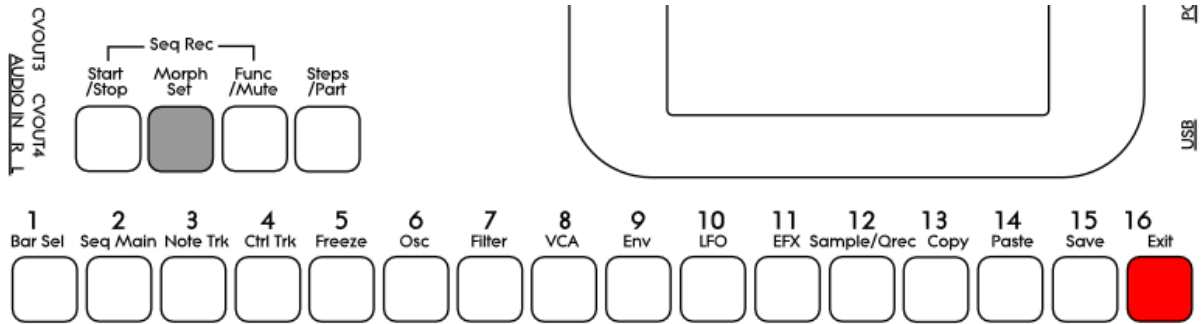 CVOUT3
CVOUT4
AUDIO IN R L
Seq Rec
Start
/Stop
Morph
Set
Func
/Mute
Steps
/Part
USB
1 2 3 4 5 6 7 8 9 10 11 12 13 14 15 16
Bar Sel Seq Main Note Trk Ctrl Trk Freeze Osc Filter VCA Env LFO EFX Sample/Qrec Copy Paste Save Exit